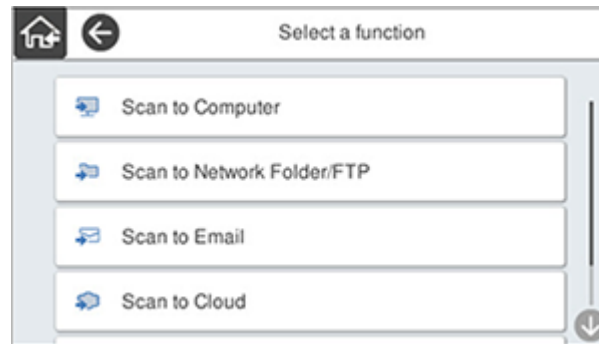 Select a function
Scan to Computer
Scan to Network Folder/FTP
Scan to Email
Scan to Cloud